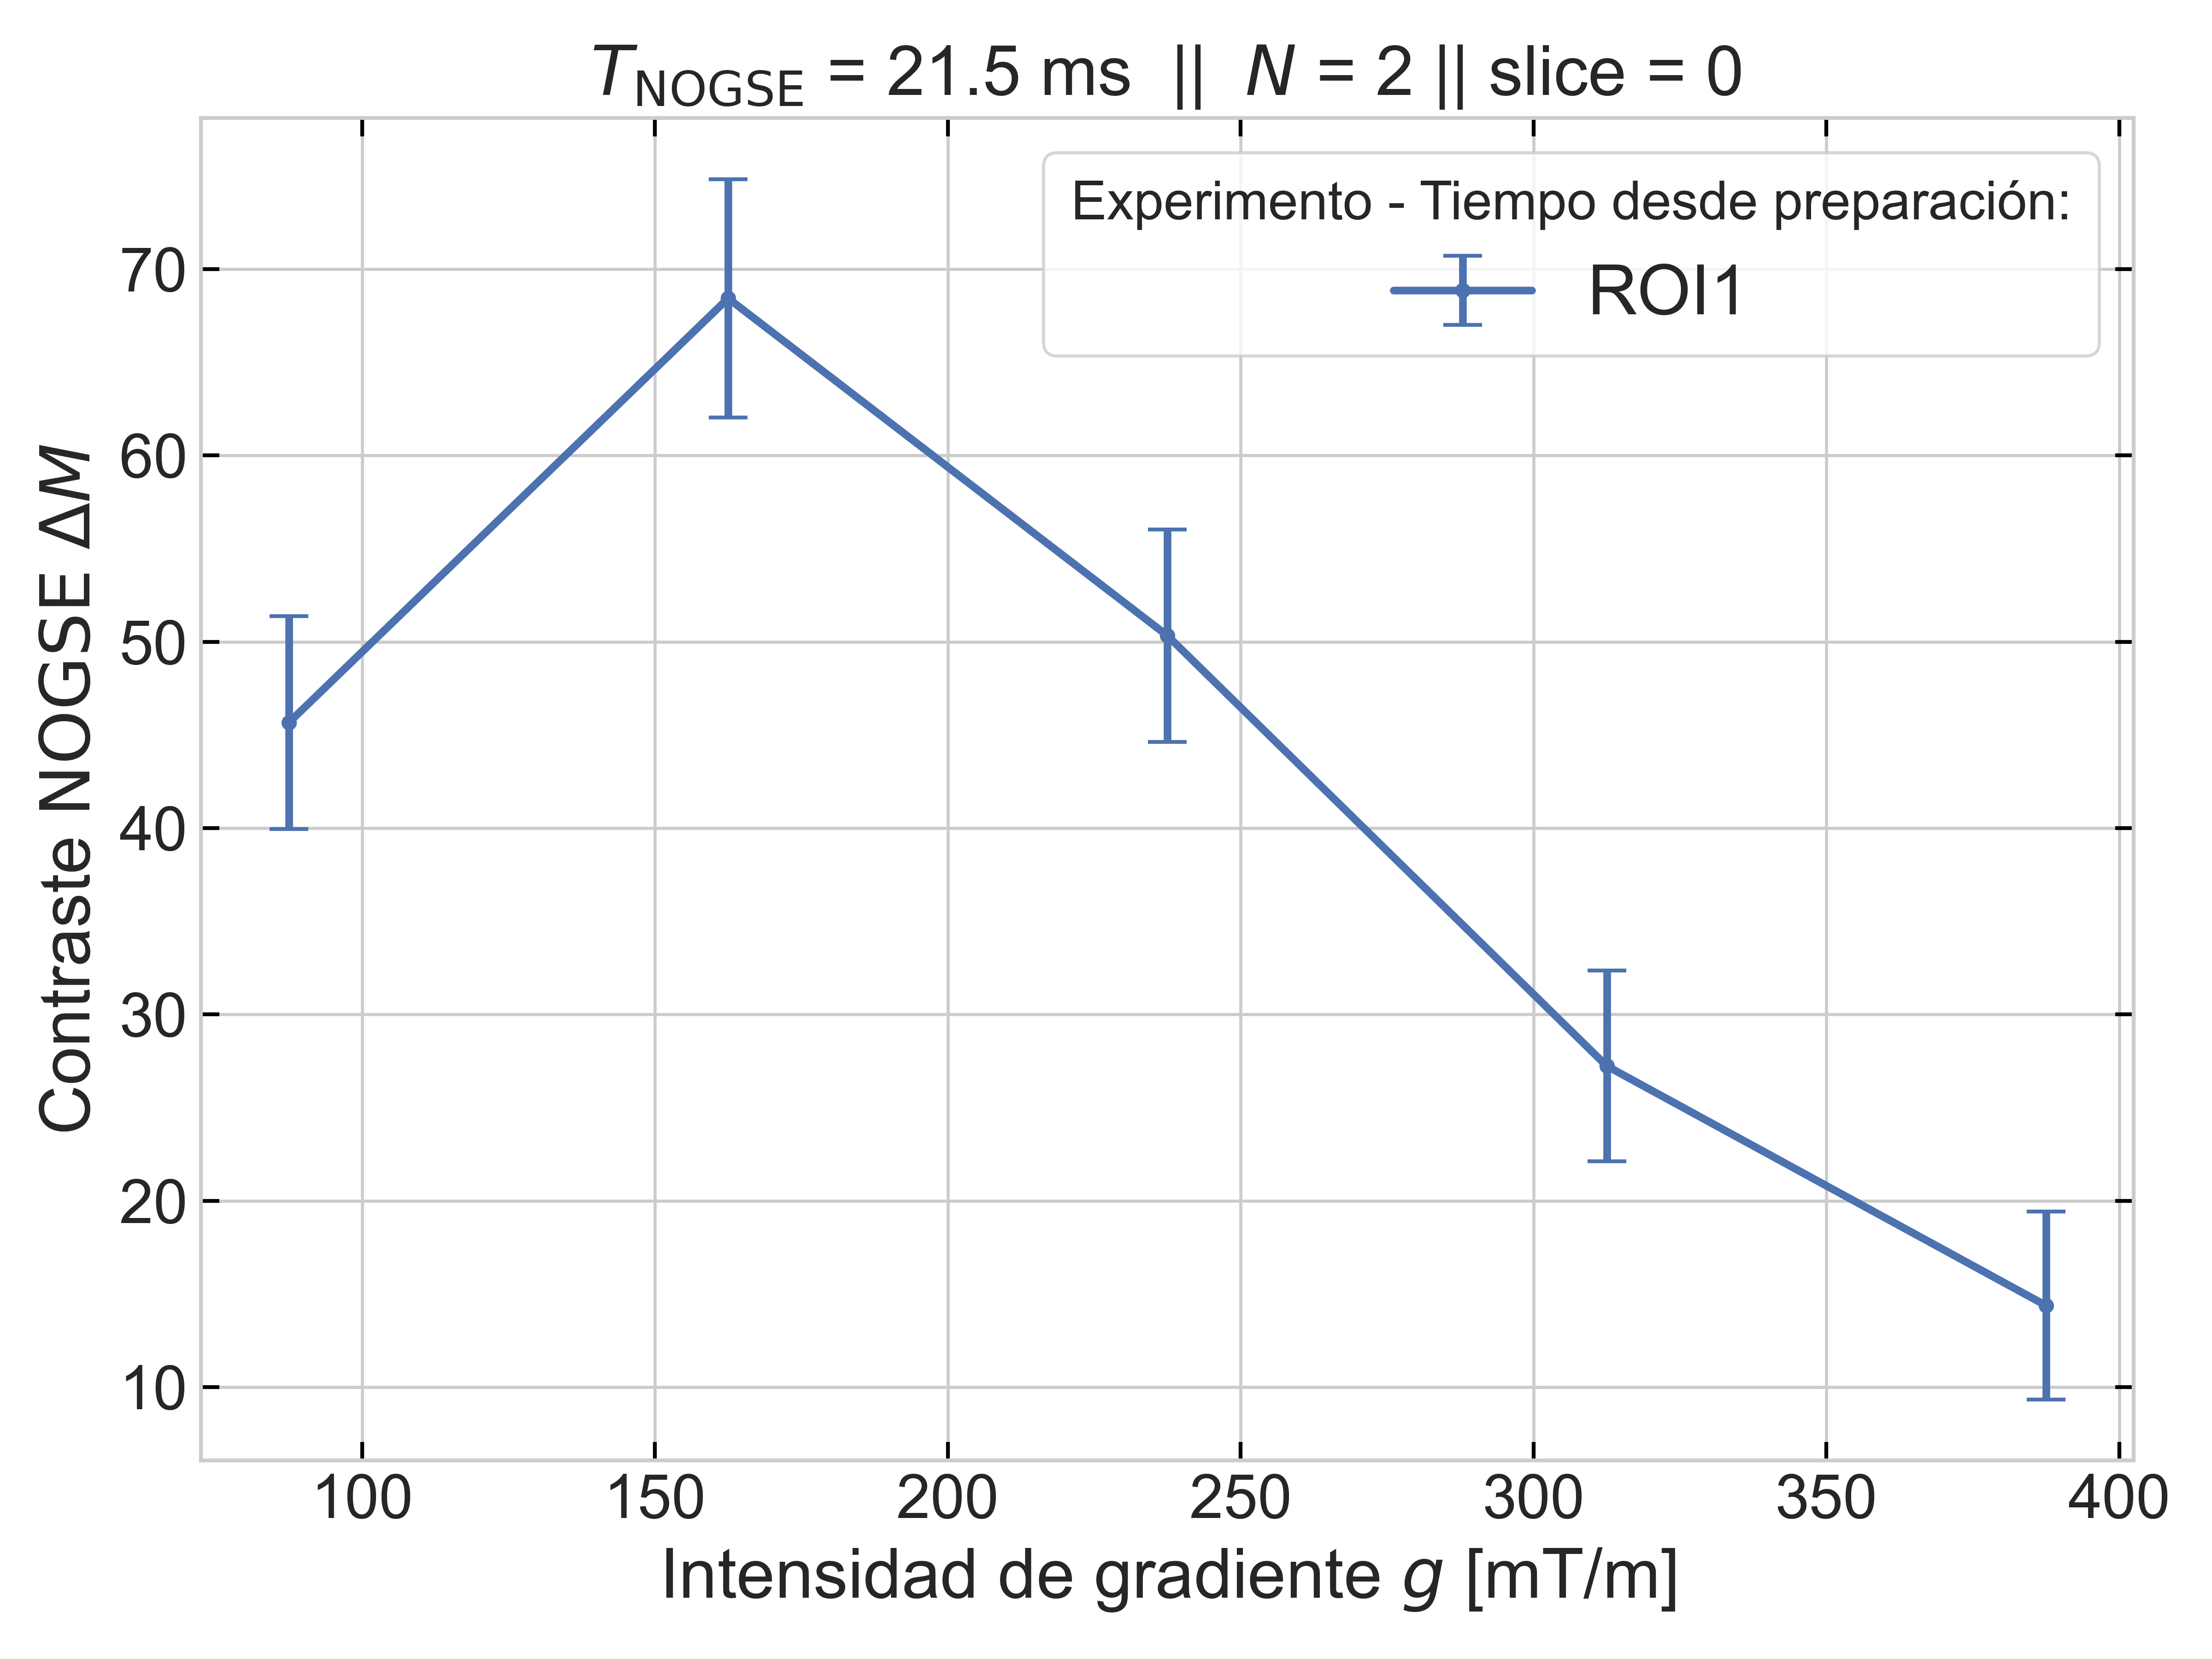 T_NOGSE = 21.5 ms || N = 2 || slice = 0
Experimento - Tiempo desde preparación:
ROI1
Contraste NOGSE ΔM
70
60
50
40
30
20
10
100 150 200 250 300 350 400
Intensidad de gradiente g [mT/m]